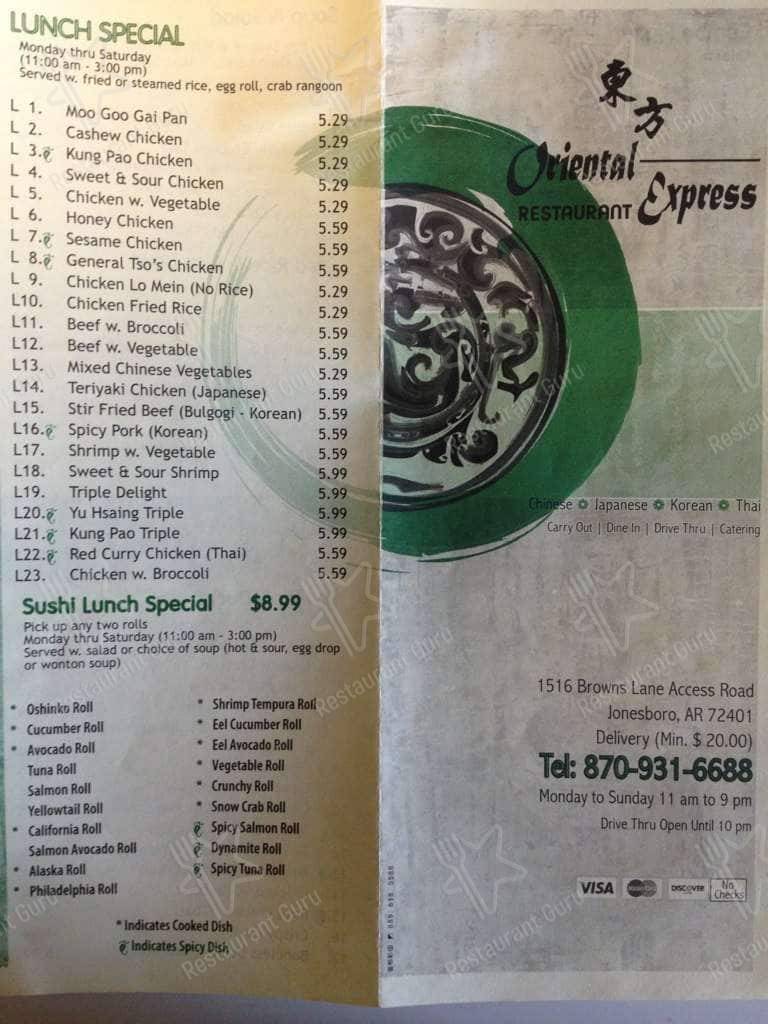 LUNCH SPECIAL
Monday thru Saturday
(11:00 am - 3:00 pm)
Served w. fried or steamed rice, egg roll, crab rangoon
L 1. Moo Goo Gai Pan 5.29
L 2. Cashew Chicken 5.29
L 3. Kung Pao Chicken 5.29
L 4. Sweet & Sour Chicken 5.29
L 5. Chicken w. Vegetable 5.29
L 6. Honey Chicken 5.59
L 7. Sesame Chicken 5.59
L 8. General Tso's Chicken 5.59
L 9. Chicken Lo Mein (No Rice) 5.29
L10. Chicken Fried Rice 5.29
L11. Beef w. Broccoli 5.59
L12. Beef w. Vegetable 5.59
L13. Mixed Chinese Vegetables 5.29
L14. Teriyaki Chicken (Japanese) 5.59
L15. Stir Fried Beef (Bulgogi - Korean) 5.59
L16. Spicy Pork (Korean) 5.59
L17. Shrimp w. Vegetable 5.59
L18. Sweet & Sour Shrimp 5.99
L19. Triple Delight 5.99
L20. Yu Hsaing Triple 5.99
L21. Kung Pao Triple 5.99
L22. Red Curry Chicken (Thai) 5.59
L23. Chicken w. Broccoli 5.59
Sushi Lunch Special $8.99
Pick up any two rolls
Monday thru Saturday (11:00 am - 3:00 pm)
Served w. salad or choice of soup (hot & sour, egg drop
or wonton soup)
* Oshinko Roll
* Cucumber Roll
* Avocado Roll
Tuna Roll
Salmon Roll
Yellowtail Roll
* California Roll
Salmon Avocado Roll
* Alaska Roll
* Philadelphia Roll
* Shrimp Tempura Roll
* Eel Cucumber Roll
* Eel Avocado Roll
* Vegetable Roll
* Crunchy Roll
* Snow Crab Roll
Spicy Salmon Roll
Dynamite Roll
Spicy Tuna Roll
* Indicates Cooked Dish
Indicates Spicy Dish
東方
Oriental
RESTAURANT Express
Chinese Japanese Korean Thai
Carry Out | Dine In | Drive Thru | Catering
1516 Browns Lane Access Road
Jonesboro, AR 72401
Delivery (Min. $ 20.00)
Tel: 870-931-6688
Monday to Sunday 11 am to 9 pm
Drive Thru Open Until 10 pm
VISA MasterCard DISCOVER No Checks
Restaurant Guru